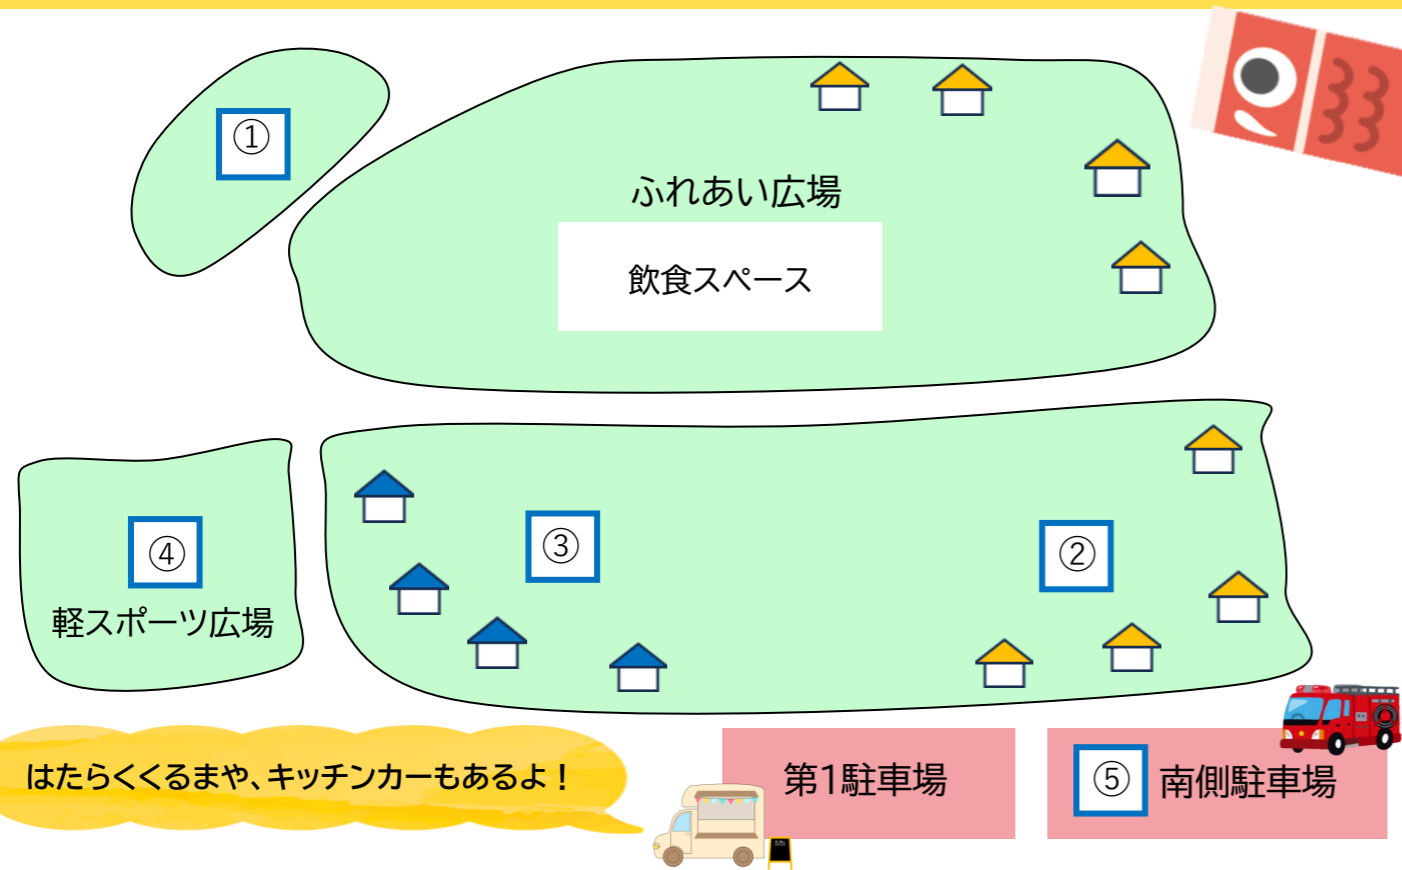 ①
ふれあい広場
飲食スペース
③
②
④
軽スポーツ広場
はたらくくるまや、キッチンカーもあるよ！
第1駐車場
⑤
南側駐車場